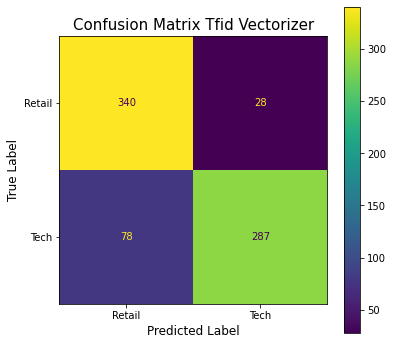 Confusion Matrix Tfid Vectorizer
Retail
340
28
Tech
78
287
Retail
Tech
True Label
Predicted Label
300
250
200
150
100
50